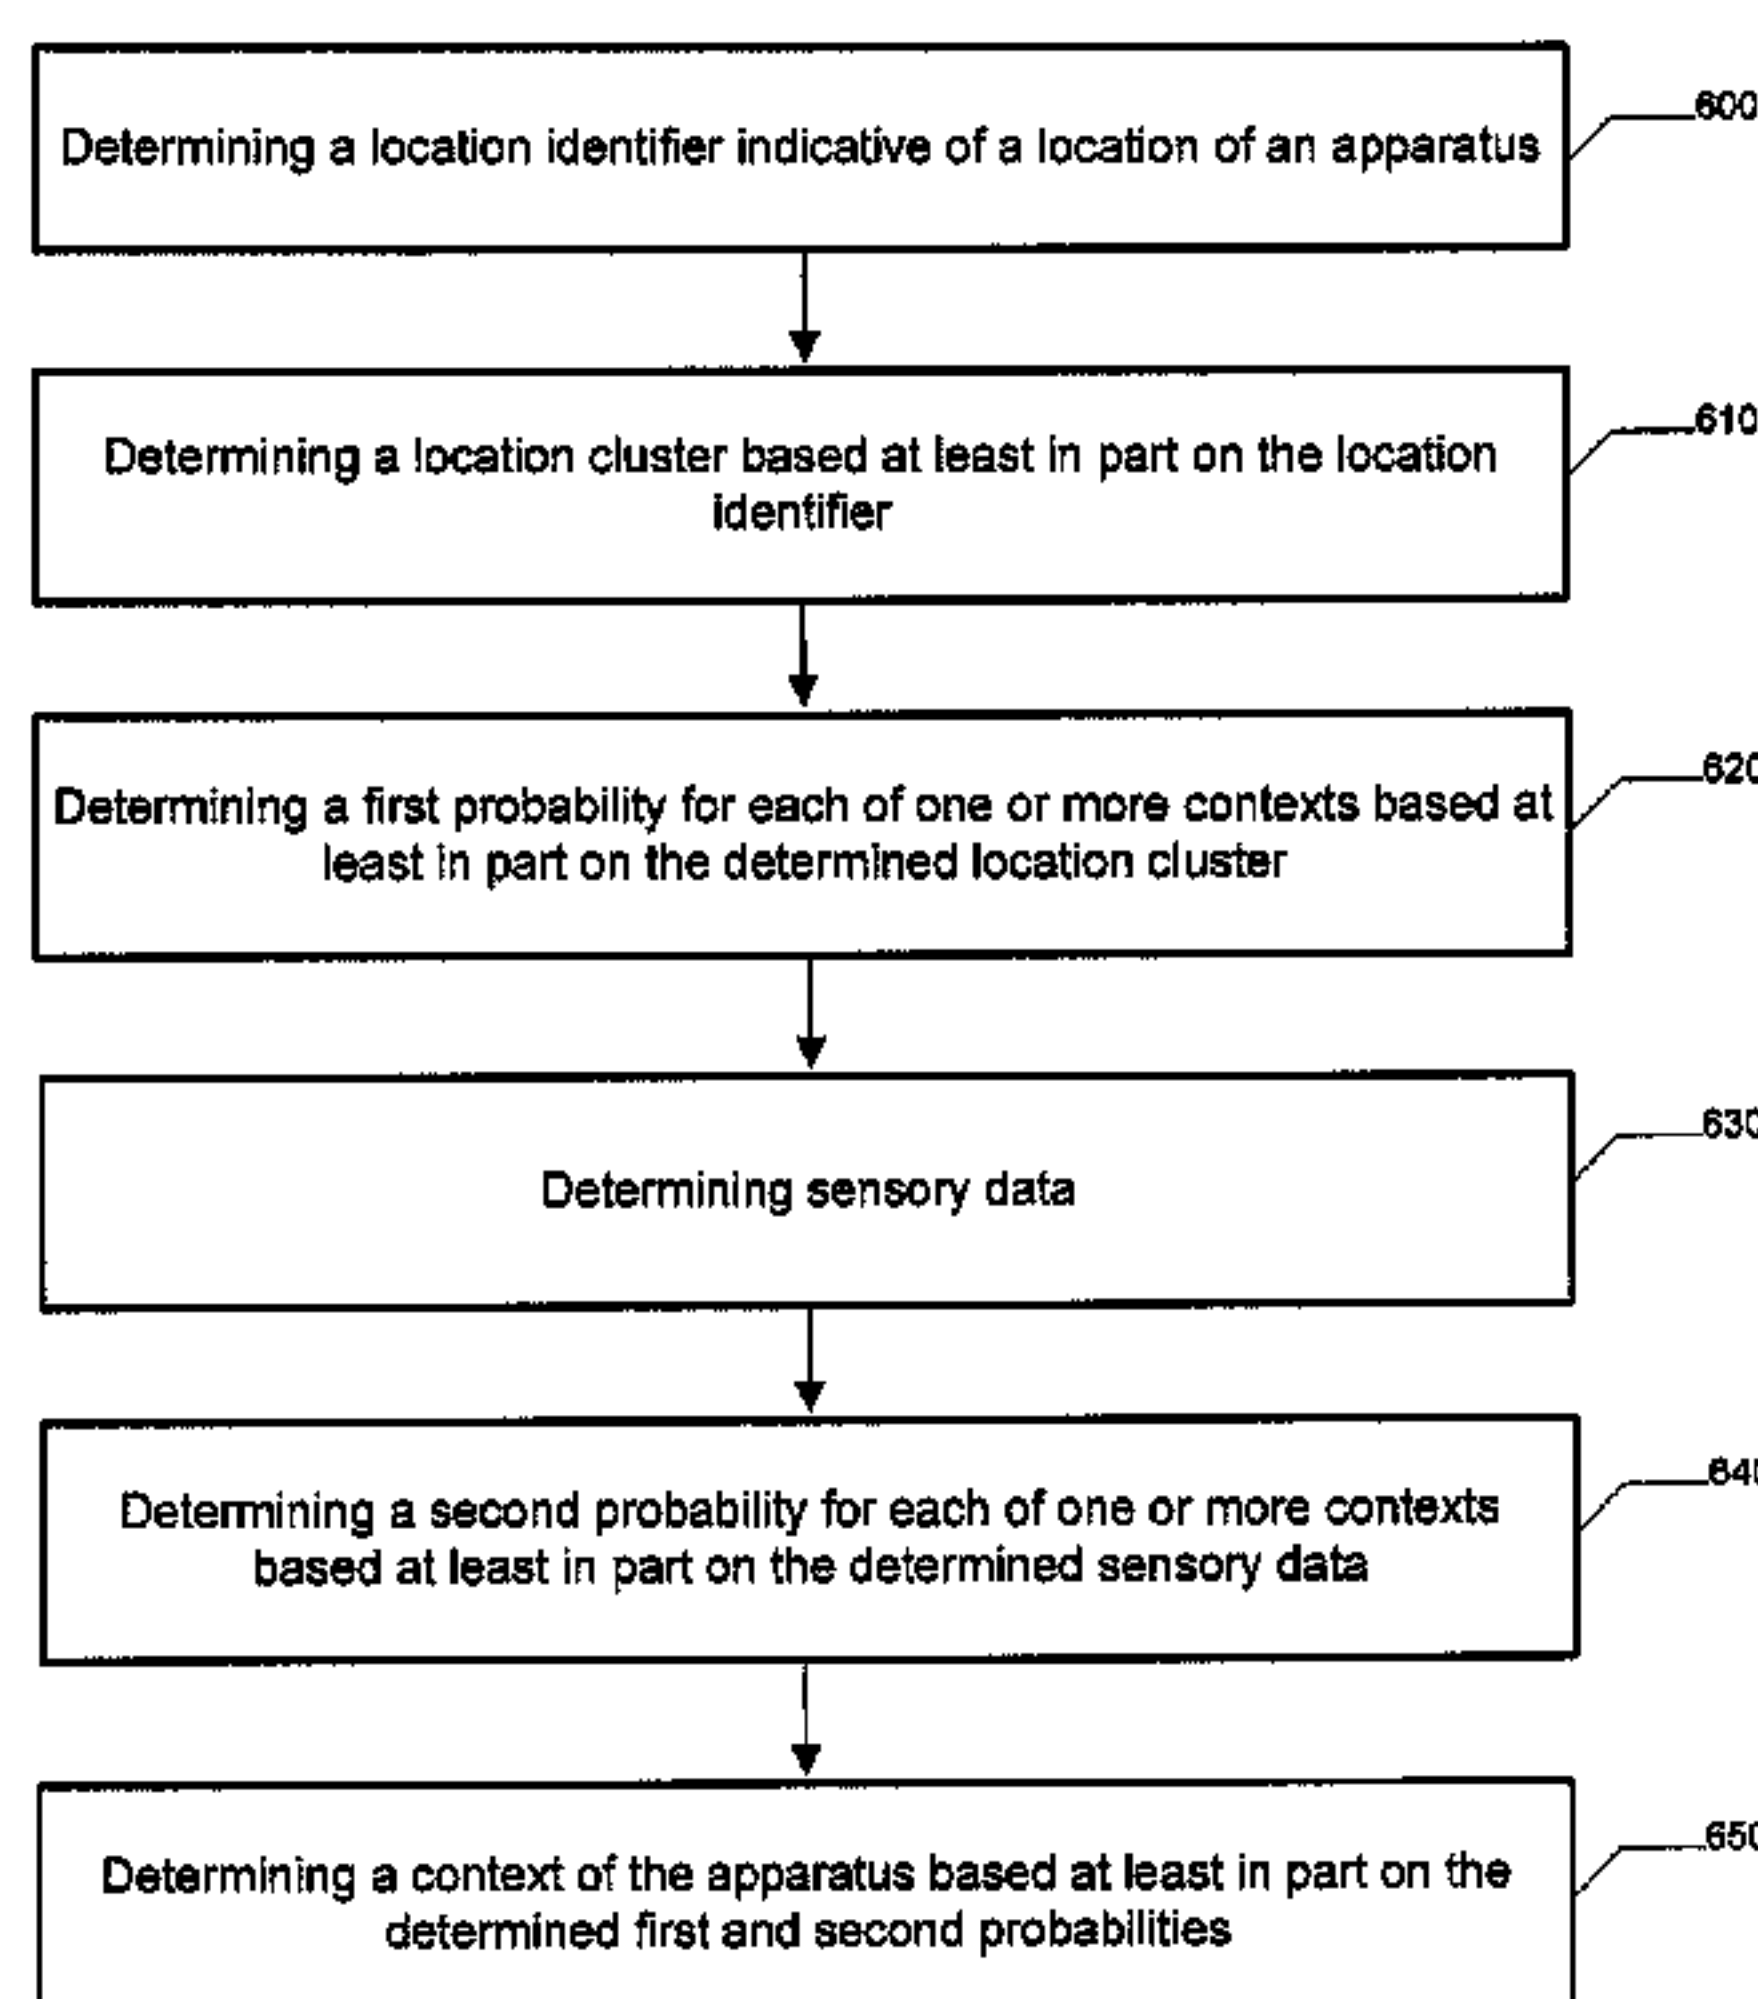 Determining a location identifier indicative of a location of an apparatus
600
Determining a location cluster based at least in part on the location
identifier
610
Determining a first probability for each of one or more contexts based at
least in part on the determined location cluster
620
Determining sensory data
630
Determining a second probability for each of one or more contexts
based at least in part on the determined sensory data
640
Determining a context of the apparatus based at least in part on the
determined first and second probabilities
650